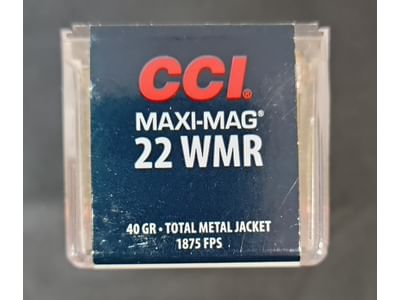 CCI®
MAXI-MAG®
22 WMR
40 GR • TOTAL METAL JACKET
1875 FPS